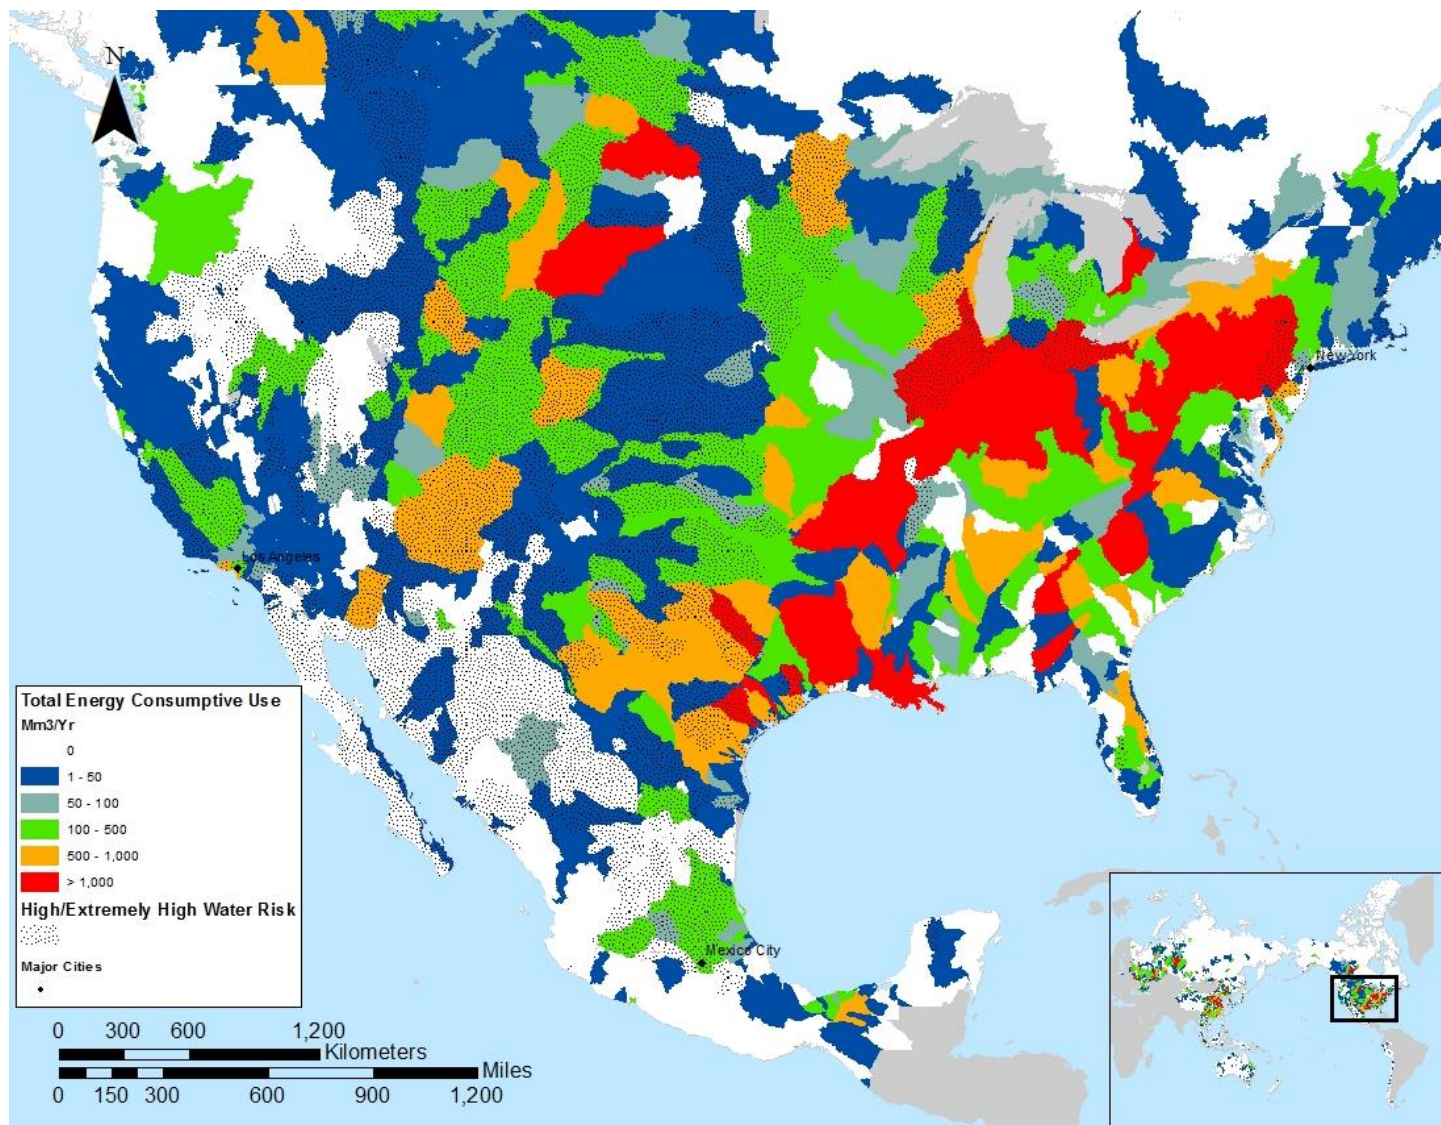 N
New York
Los Angeles
Total Energy Consumptive Use
Mm3/Yr
0
1 - 50
50 - 100
100 - 500
500 - 1,000
> 1,000
High/Extremely High Water Risk
Major Cities
Mexico City
0 300 600 1,200
Kilometers
Miles
0 150 300 600 900 1,200